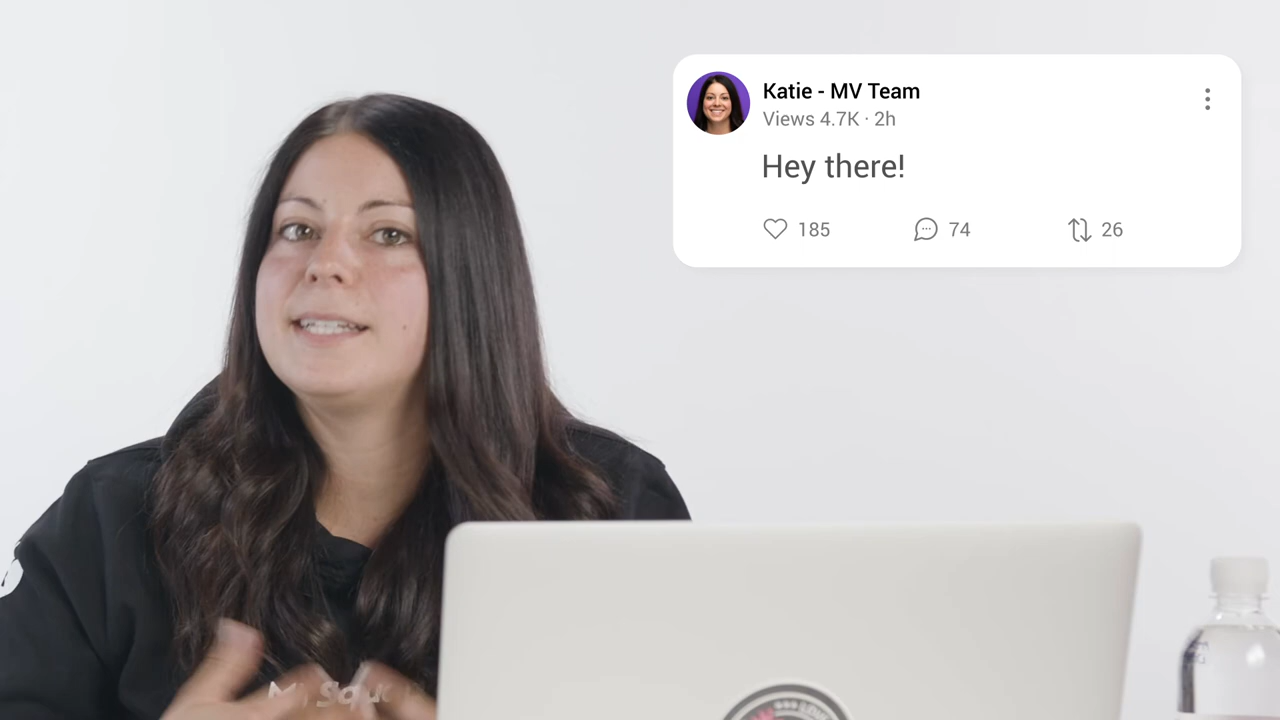 Katie - MV Team
Views 4.7K · 2h
Hey there!
185
74
26